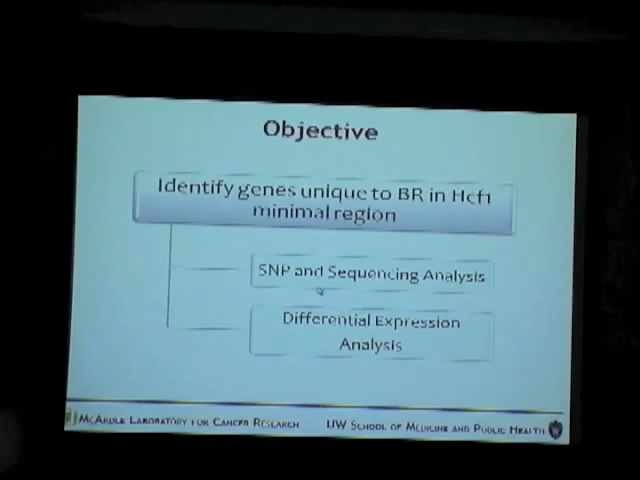 Objective
Identify genes unique to BR in Hcf1
minimal region
SNP and Sequencing Analysis
Differential Expression
Analysis
McArdle Laboratory for Cancer Research
UW School of Medicine and Public Health